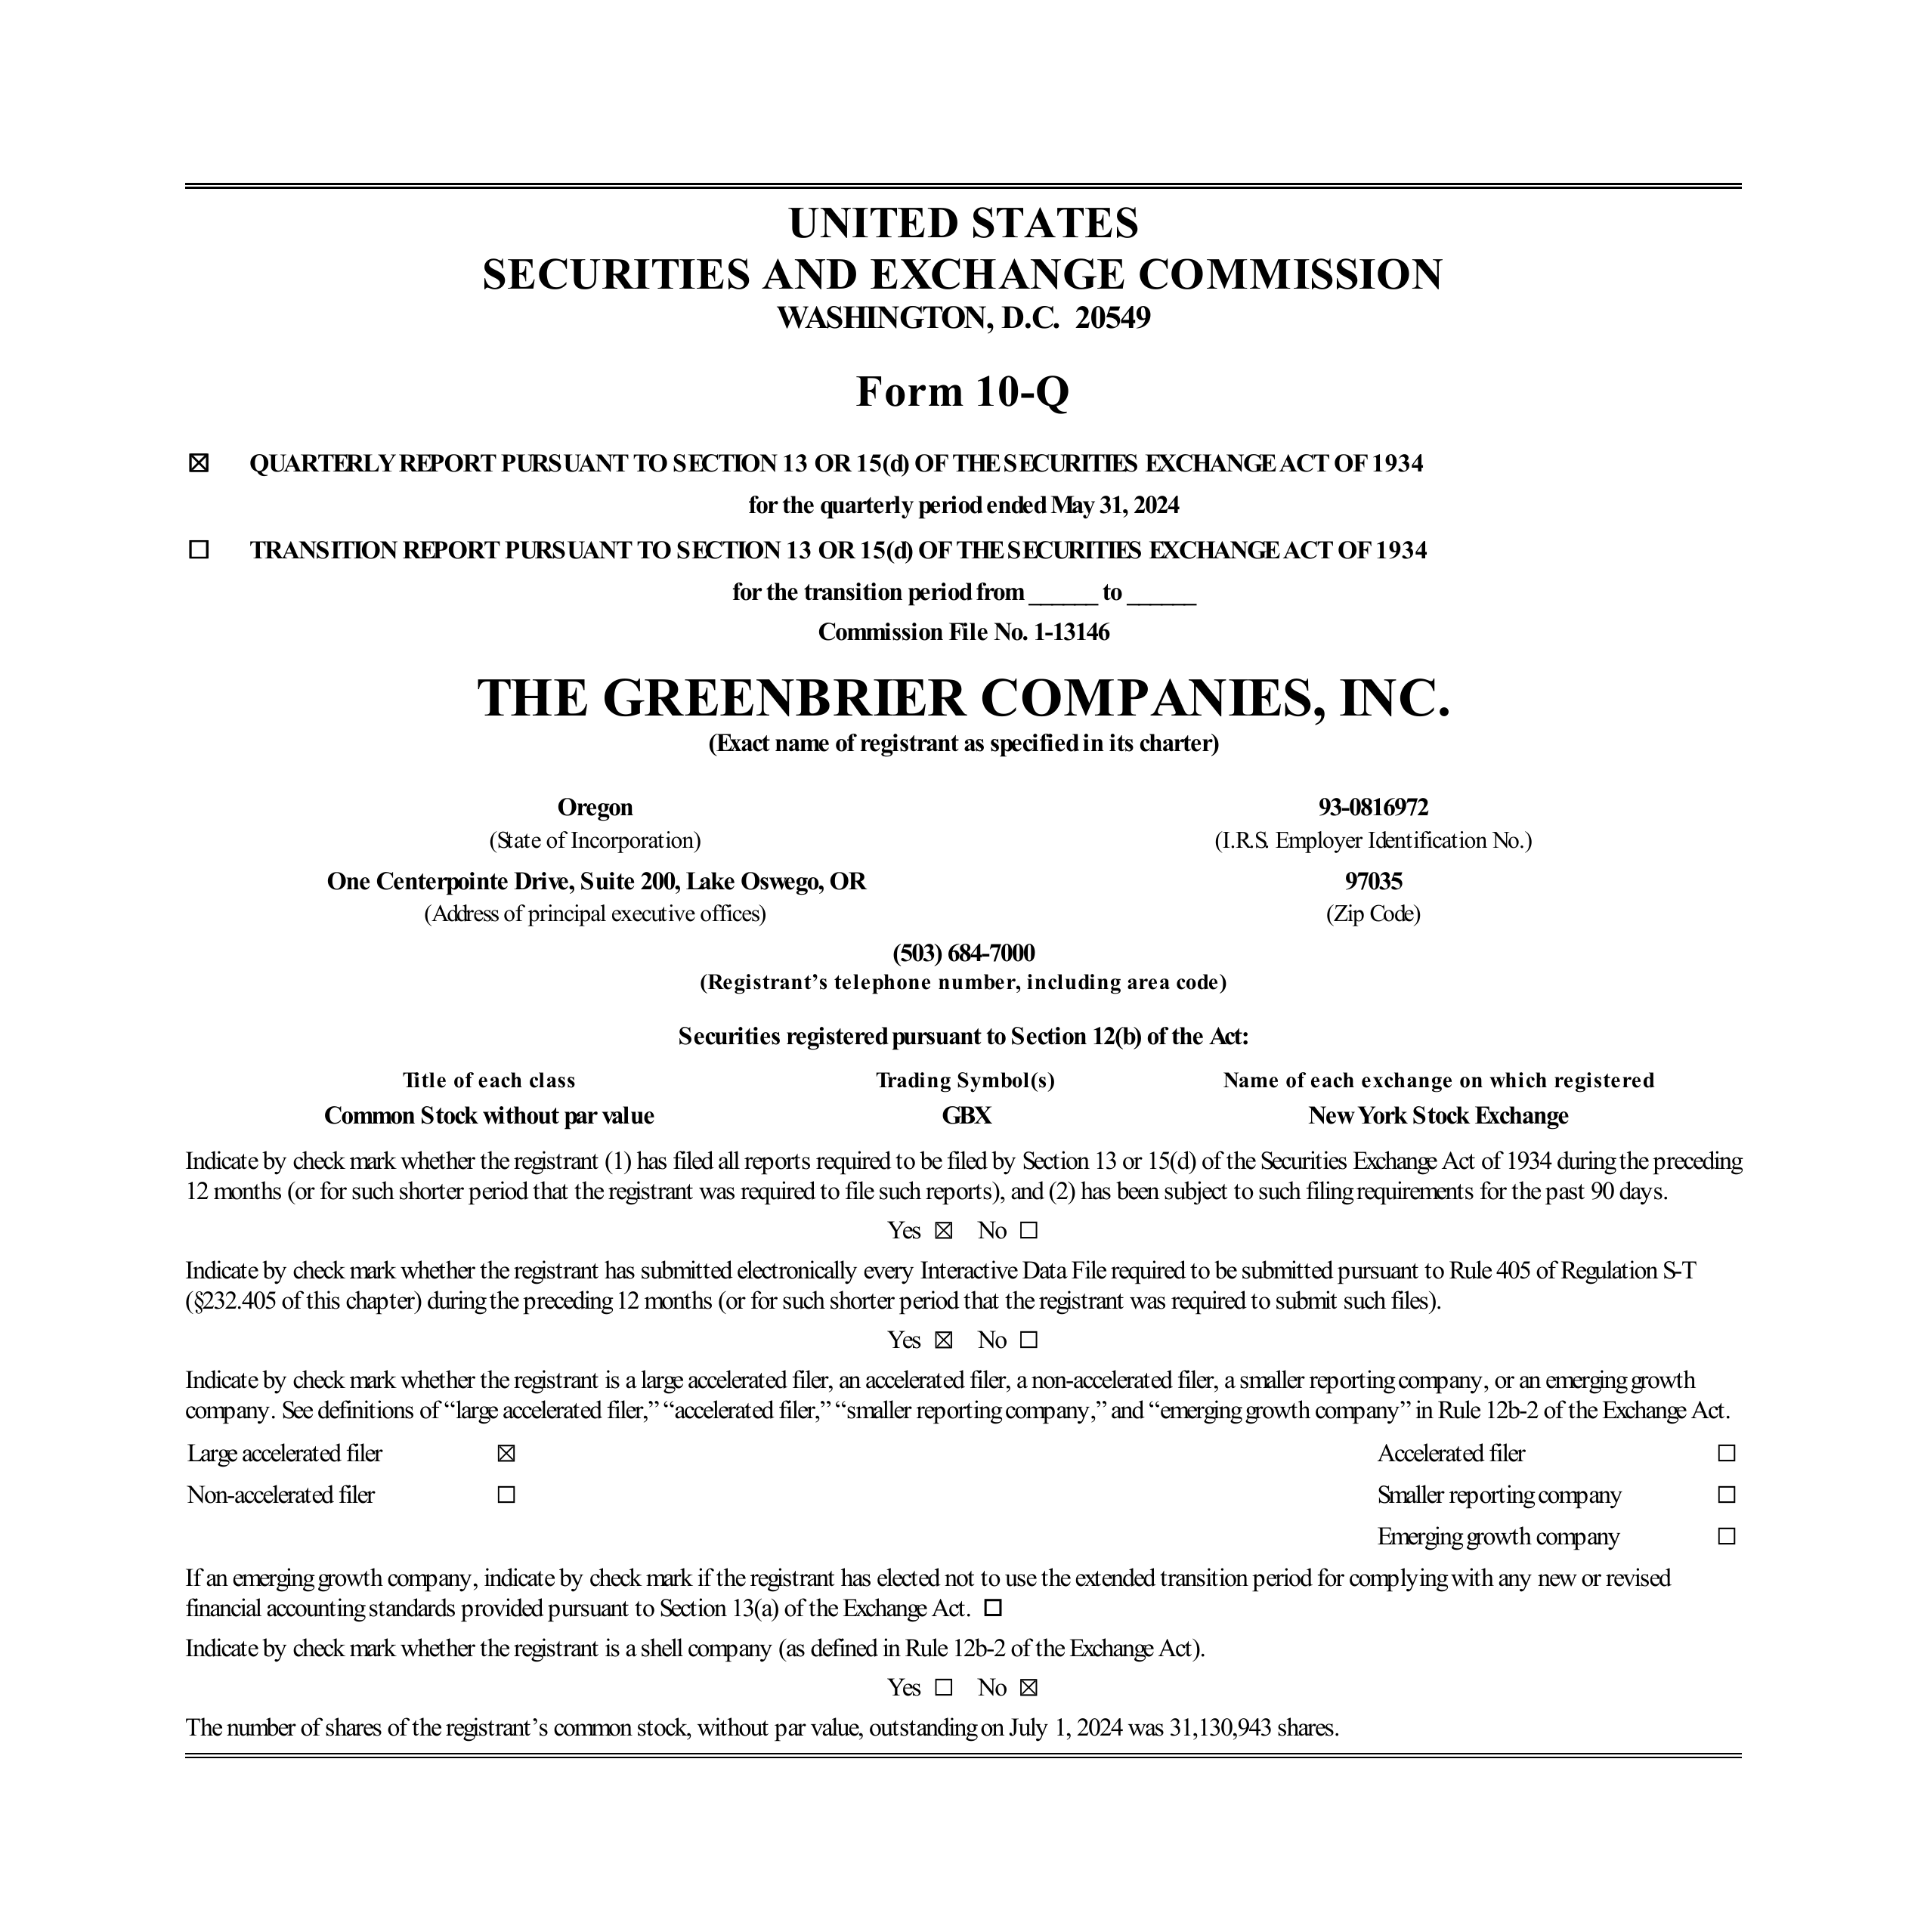 UNITED STATES
SECURITIES AND EXCHANGE COMMISSION
WASHINGTON, D.C. 20549
Form 10-Q
☒ QUARTERLY REPORT PURSUANT TO SECTION 13 OR 15(d) OF THE SECURITIES EXCHANGE ACT OF 1934
for the quarterly period ended May 31, 2024
☐ TRANSITION REPORT PURSUANT TO SECTION 13 OR 15(d) OF THE SECURITIES EXCHANGE ACT OF 1934
for the transition period from ______ to ______
Commission File No. 1-13146
THE GREENBRIER COMPANIES, INC.
(Exact name of registrant as specified in its charter)
Oregon 93-0816972
(State of Incorporation) (I.R.S. Employer Identification No.)
One Centerpointe Drive, Suite 200, Lake Oswego, OR 97035
(Address of principal executive offices) (Zip Code)
(503) 684-7000
(Registrant’s telephone number, including area code)
Securities registered pursuant to Section 12(b) of the Act:
Title of each class Trading Symbol(s) Name of each exchange on which registered
Common Stock without par value GBX New York Stock Exchange
Indicate by check mark whether the registrant (1) has filed all reports required to be filed by Section 13 or 15(d) of the Securities Exchange Act of 1934 during the preceding
12 months (or for such shorter period that the registrant was required to file such reports), and (2) has been subject to such filing requirements for the past 90 days.
Yes ☒ No ☐
Indicate by check mark whether the registrant has submitted electronically every Interactive Data File required to be submitted pursuant to Rule 405 of Regulation S-T
(§232.405 of this chapter) during the preceding 12 months (or for such shorter period that the registrant was required to submit such files).
Yes ☒ No ☐
Indicate by check mark whether the registrant is a large accelerated filer, an accelerated filer, a non-accelerated filer, a smaller reporting company, or an emerging growth
company. See definitions of “large accelerated filer,” “accelerated filer,” “smaller reporting company,” and “emerging growth company” in Rule 12b-2 of the Exchange Act.
Large accelerated filer ☒ Accelerated filer ☐
Non-accelerated filer ☐ Smaller reporting company ☐
Emerging growth company ☐
If an emerging growth company, indicate by check mark if the registrant has elected not to use the extended transition period for complying with any new or revised
financial accounting standards provided pursuant to Section 13(a) of the Exchange Act. ☐
Indicate by check mark whether the registrant is a shell company (as defined in Rule 12b-2 of the Exchange Act).
Yes ☐ No ☒
The number of shares of the registrant’s common stock, without par value, outstanding on July 1, 2024 was 31,130,943 shares.